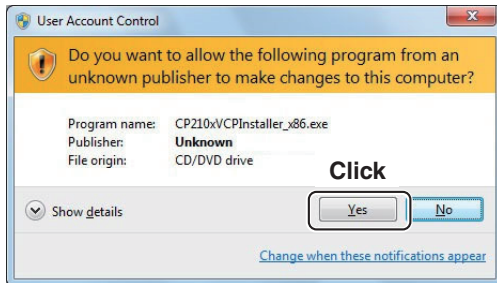 User Account Control
Do you want to allow the following program from an
unknown publisher to make changes to this computer?
Program name: CP210xVCPInstaller_x86.exe
Publisher: Unknown
File origin: CD/DVD drive
Click
Show details
Yes
No
Change when these notifications appear